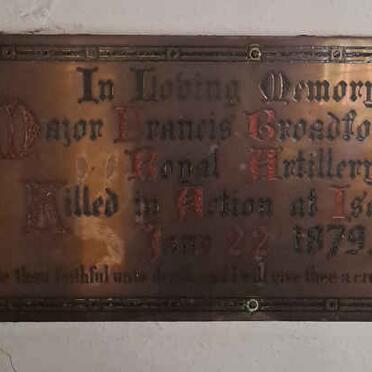 In Loving Memory
Major Francis Broadfo
Royal Artillery
Killed in Action at Isa
Jany 22 1879.
e thou faithful unto death and I will give thee a cr